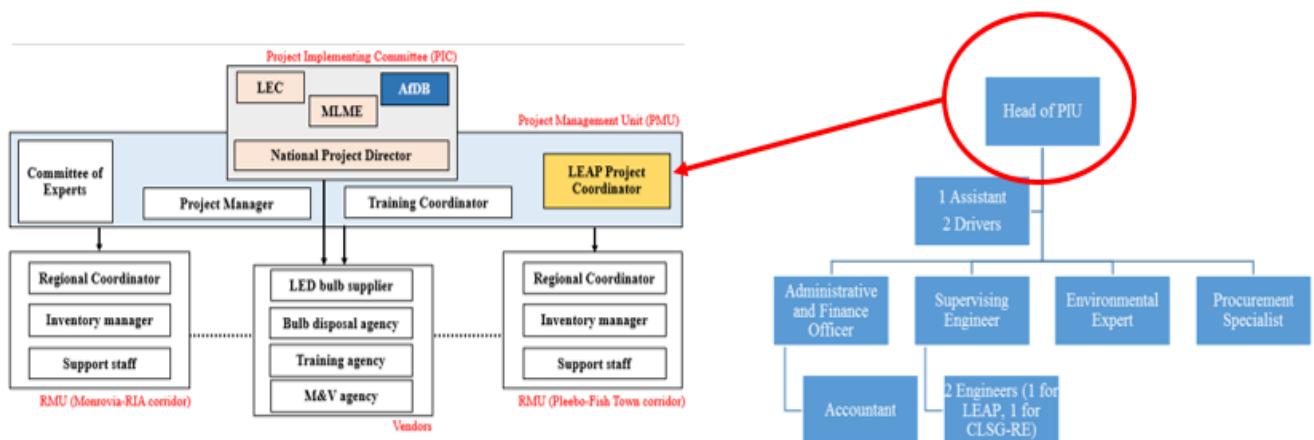 Project Implementing Committee (PIC)
LEC
AfDB
MLME
Project Management Unit (PMU)
National Project Director
Committee of
Experts
LEAP Project
Coordinator
Project Manager
Training Coordinator
Regional Coordinator
Inventory manager
Support staff
RMU (Monrovia-RIA corridor)
LED bulb supplier
Bulb disposal agency
Training agency
M&V agency
Vendors
Regional Coordinator
Inventory manager
Support staff
RMU (Pleebo-Fish Town corridor)
Head of PIU
1 Assistant
2 Drivers
Administrative
and Finance
Officer
Supervising
Engineer
Environmental
Expert
Procurement
Specialist
Accountant
2 Engineers (1 for
LEAP, 1 for
CLSG-RE)